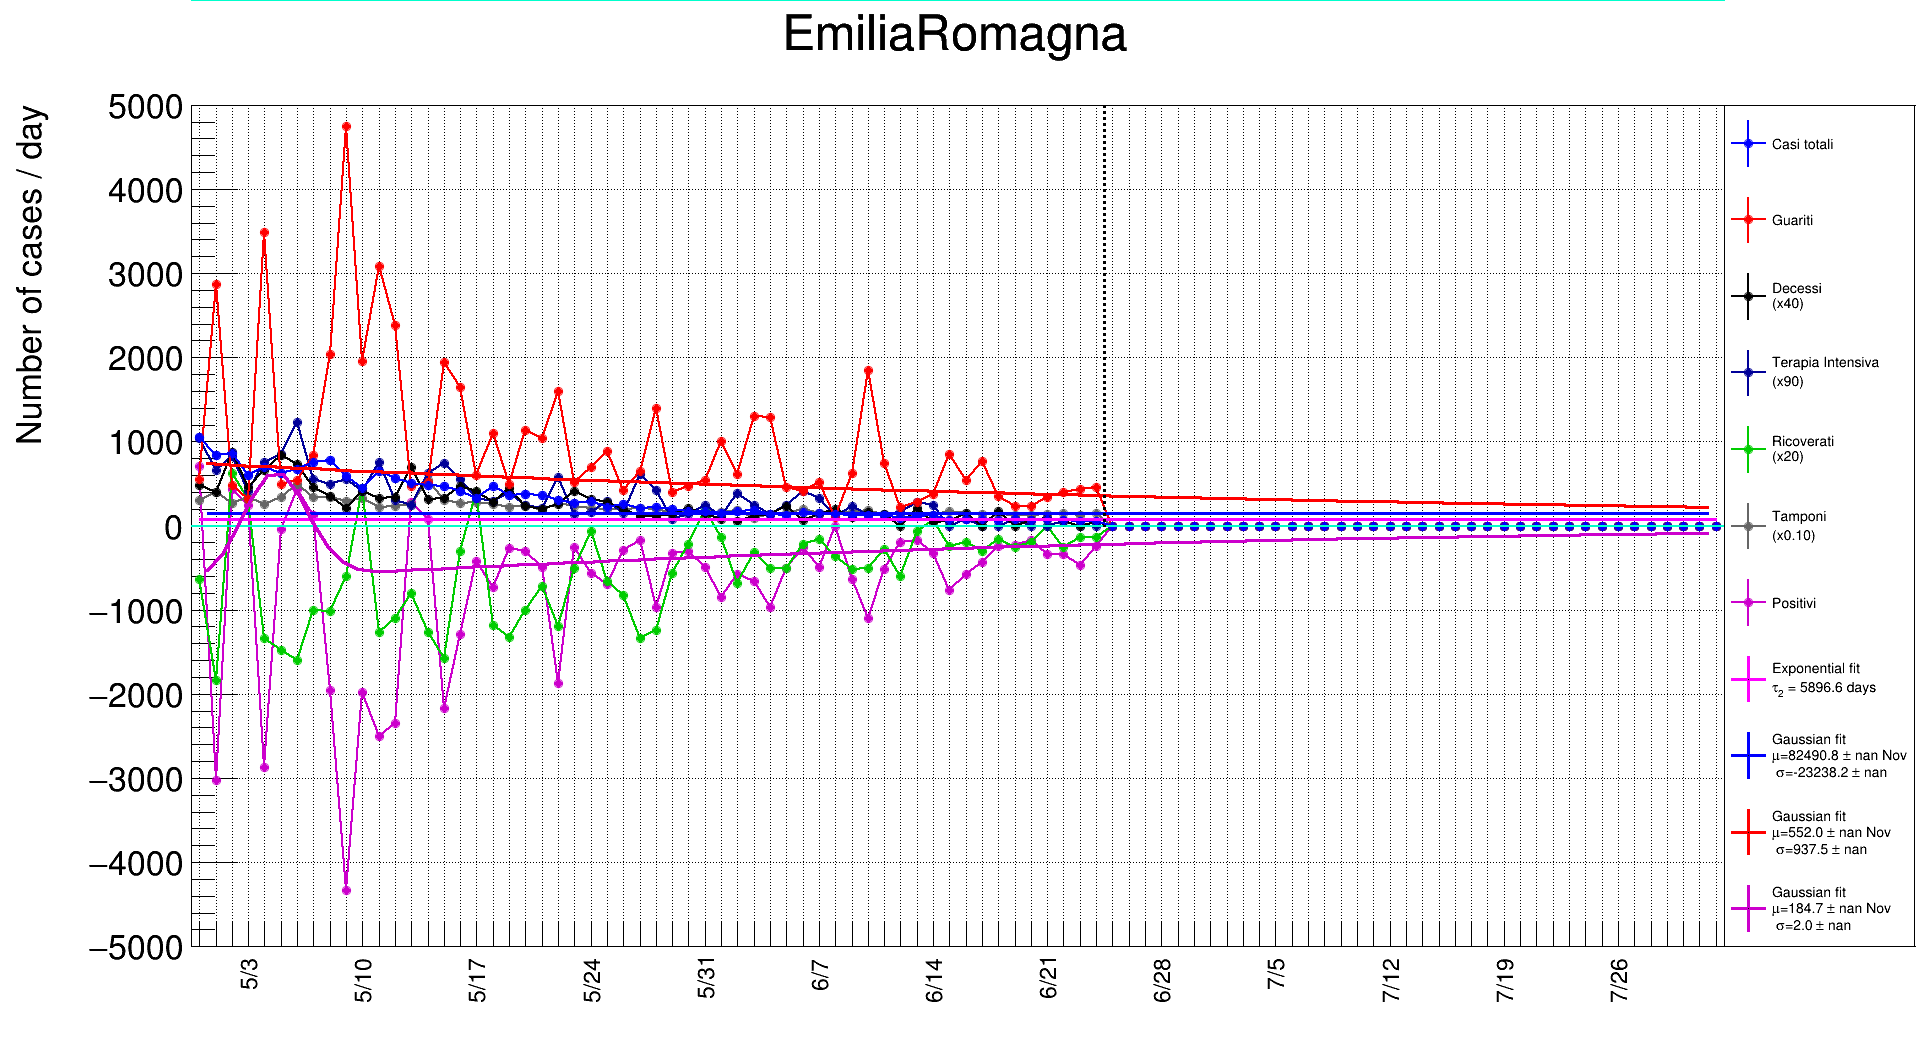 EmiliaRomagna
Number of cases / day
5000
4000
3000
2000
1000
0
−1000
−2000
−3000
−4000
−5000
5/3
5/10
5/17
5/24
5/31
6/7
6/14
6/21
6/28
7/5
7/12
7/19
7/26
Casi totali
Guariti
Decessi
(x40)
Terapia Intensiva
(x90)
Ricoverati
(x20)
Tamponi
(x0.10)
Positivi
Exponential fit
τ2 = 5896.6 days
Gaussian fit
μ=82490.8 ± nan Nov
σ=-23238.2 ± nan
Gaussian fit
μ=552.0 ± nan Nov
σ=937.5 ± nan
Gaussian fit
μ=184.7 ± nan Nov
σ=2.0 ± nan